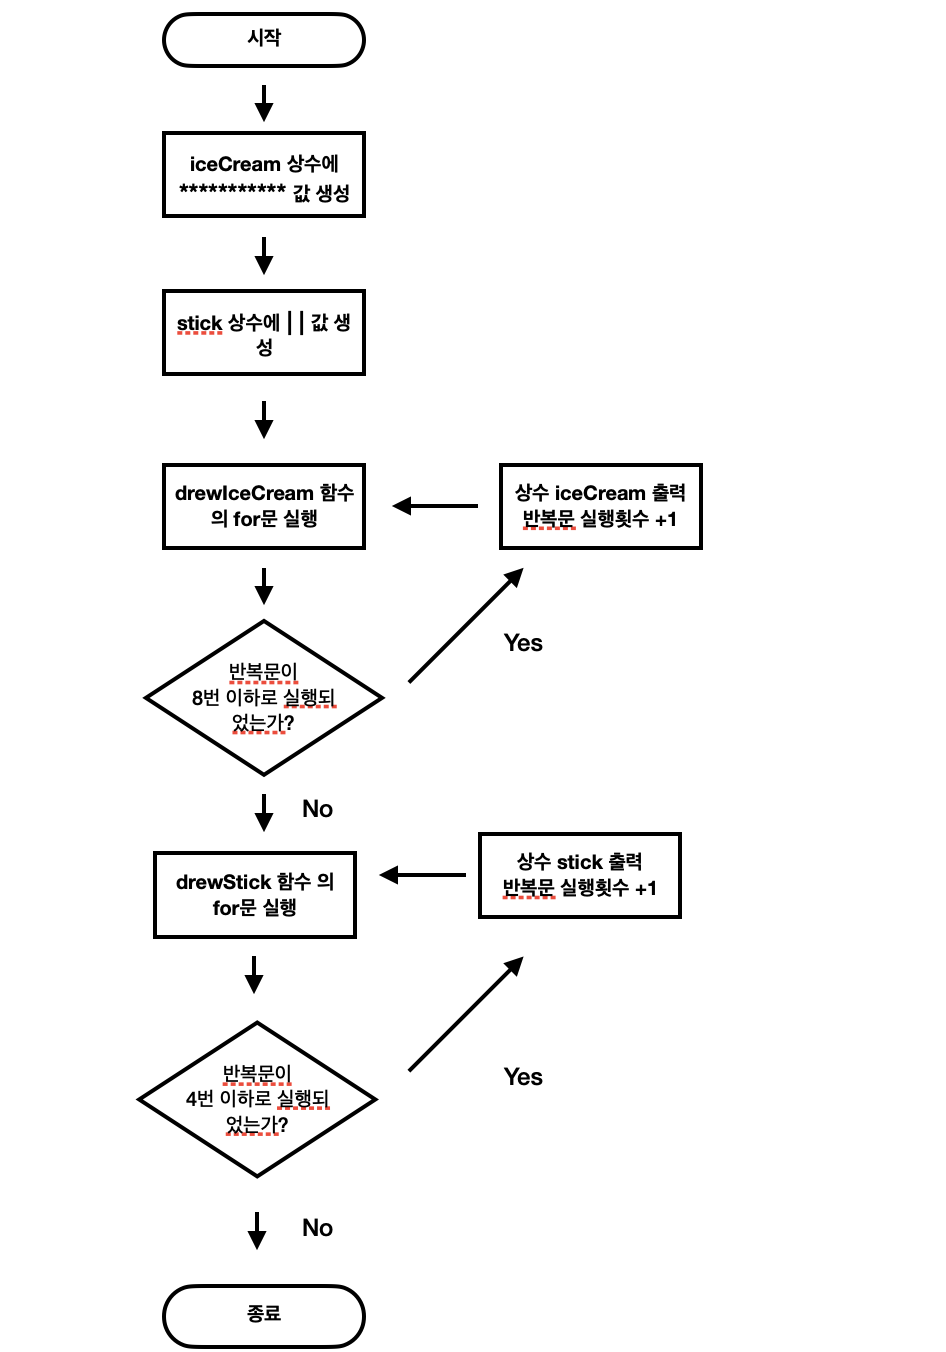 시작
iceCream 상수에
*********** 값 생성
stick 상수에 | | 값 생
성
drewIceCream 함수
의 for문 실행
상수 iceCream 출력
반복문 실행횟수 +1
Yes
반복문이
8번 이하로 실행되
었는가?
No
drewStick 함수 의
for문 실행
상수 stick 출력
반복문 실행횟수 +1
Yes
반복문이
4번 이하로 실행되
었는가?
No
종료